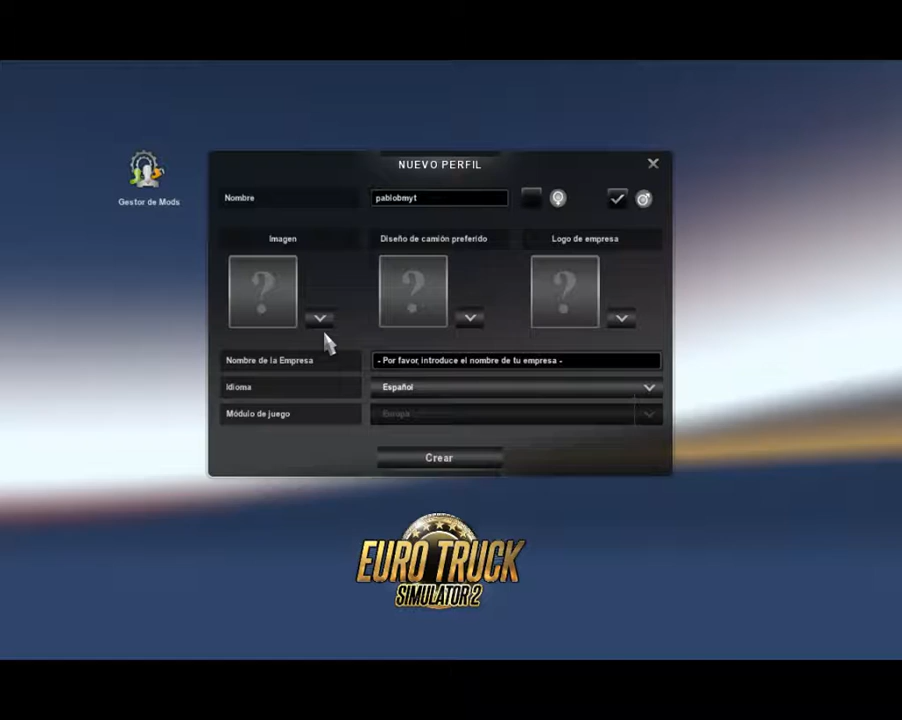 NUEVO PERFIL
Gestor de Mods
Nombre
pablobmyt
Imagen
Diseño de camión preferido
Logo de empresa
Nombre de la Empresa
- Por favor, introduce el nombre de tu empresa -
Idioma
Español
Módulo de juego
Europa
Crear
EURO TRUCK
SIMULATOR 2